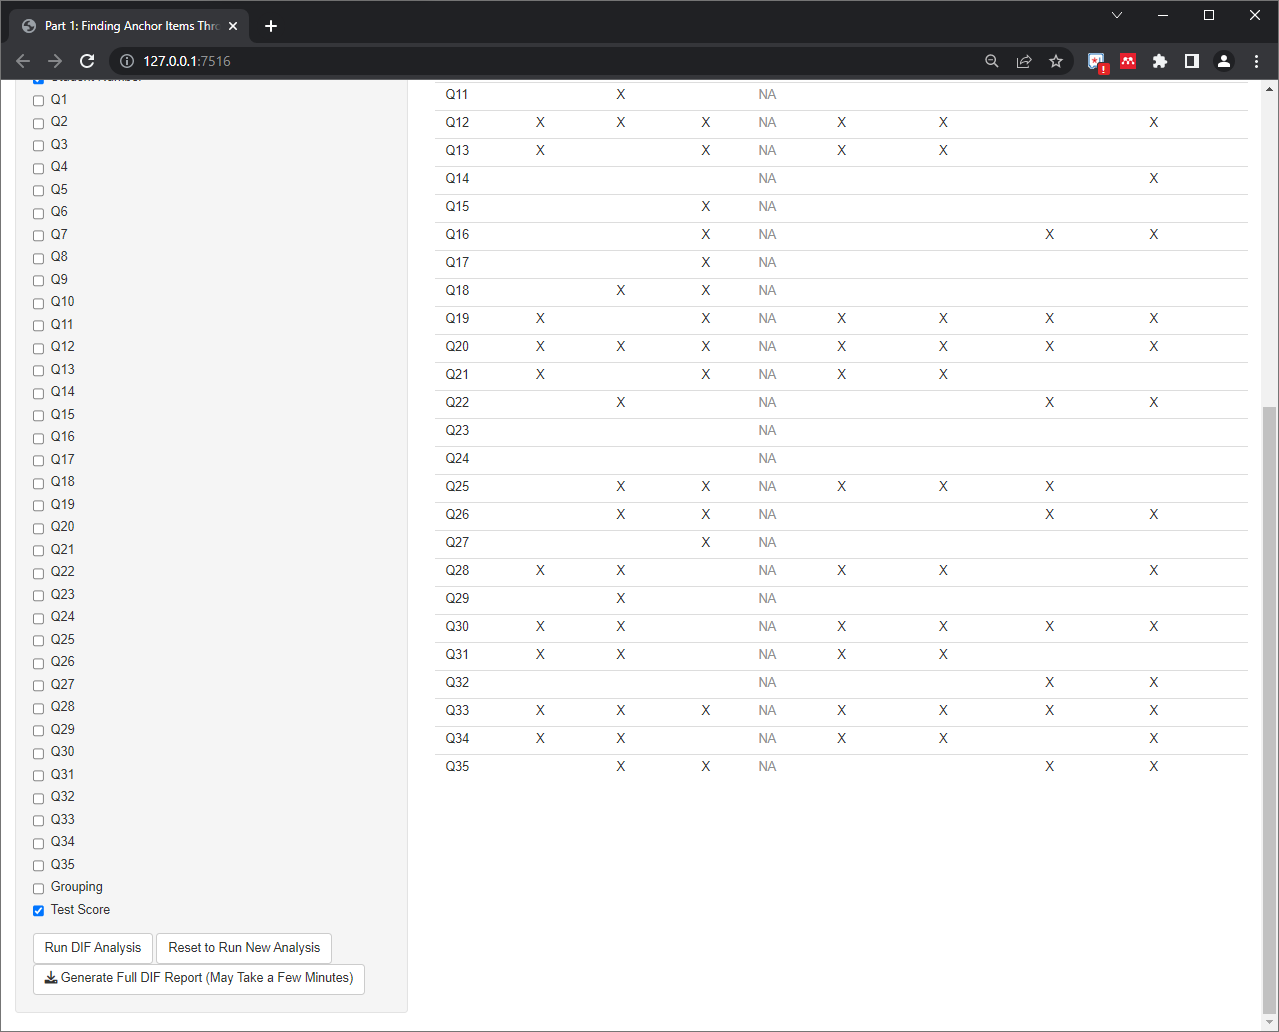 Part 1: Finding Anchor Items Thr
127.0.0.1:7516
Student Number
Q1
Q2
Q3
Q4
Q5
Q6
Q7
Q8
Q9
Q10
Q11
Q12
Q13
Q14
Q15
Q16
Q17
Q18
Q19
Q20
Q21
Q22
Q23
Q24
Q25
Q26
Q27
Q28
Q29
Q30
Q31
Q32
Q33
Q34
Q35
Grouping
Test Score
Run DIF Analysis Reset to Run New Analysis
Generate Full DIF Report (May Take a Few Minutes)
Q11 X NA
Q12 X X X NA X X X
Q13 X X NA X X
Q14 NA X
Q15 X NA
Q16 X NA X X
Q17 X NA
Q18 X X NA
Q19 X X NA X X X X
Q20 X X X NA X X X X
Q21 X X NA X X
Q22 X NA X X
Q23 NA
Q24 NA
Q25 X X NA X X X
Q26 X X NA X X
Q27 X NA
Q28 X X NA X X X
Q29 X NA
Q30 X X NA X X X X
Q31 X X NA X X
Q32 NA X X
Q33 X X X NA X X X X
Q34 X X NA X X X
Q35 X X NA X X